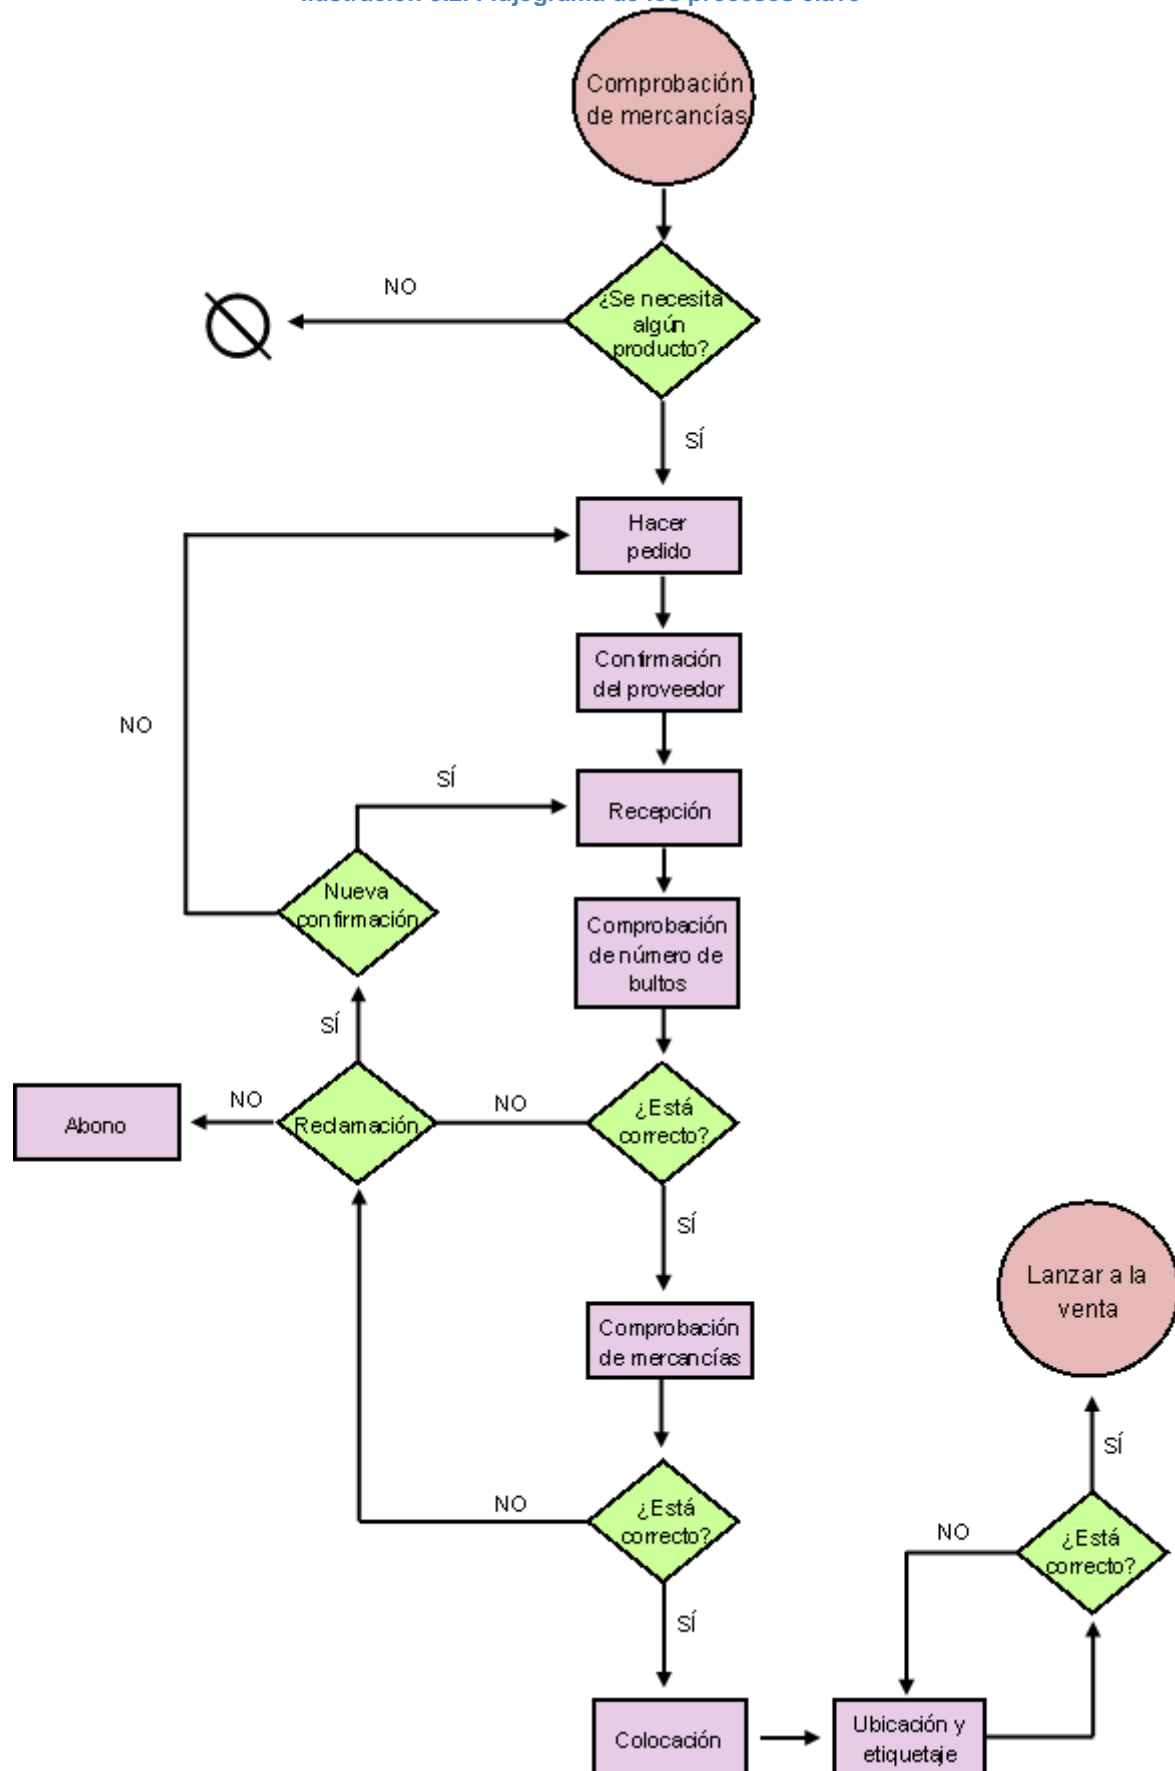 Comprobación
de mercancías
NO
¿Se necesita
algún
producto?
SÍ
Hacer
pedido
Confirmación
del proveedor
NO
SÍ
Recepción
Nueva
confirmación
Comprobación
de número de
bultos
SÍ
Abono
NO
Reclamación
NO
¿Está
correcto?
SÍ
Lanzar a la
venta
Comprobación
de mercancías
SÍ
NO
¿Está
correcto?
NO
¿Está
correcto?
SÍ
Colocación
Ubicación y
etiquetaje